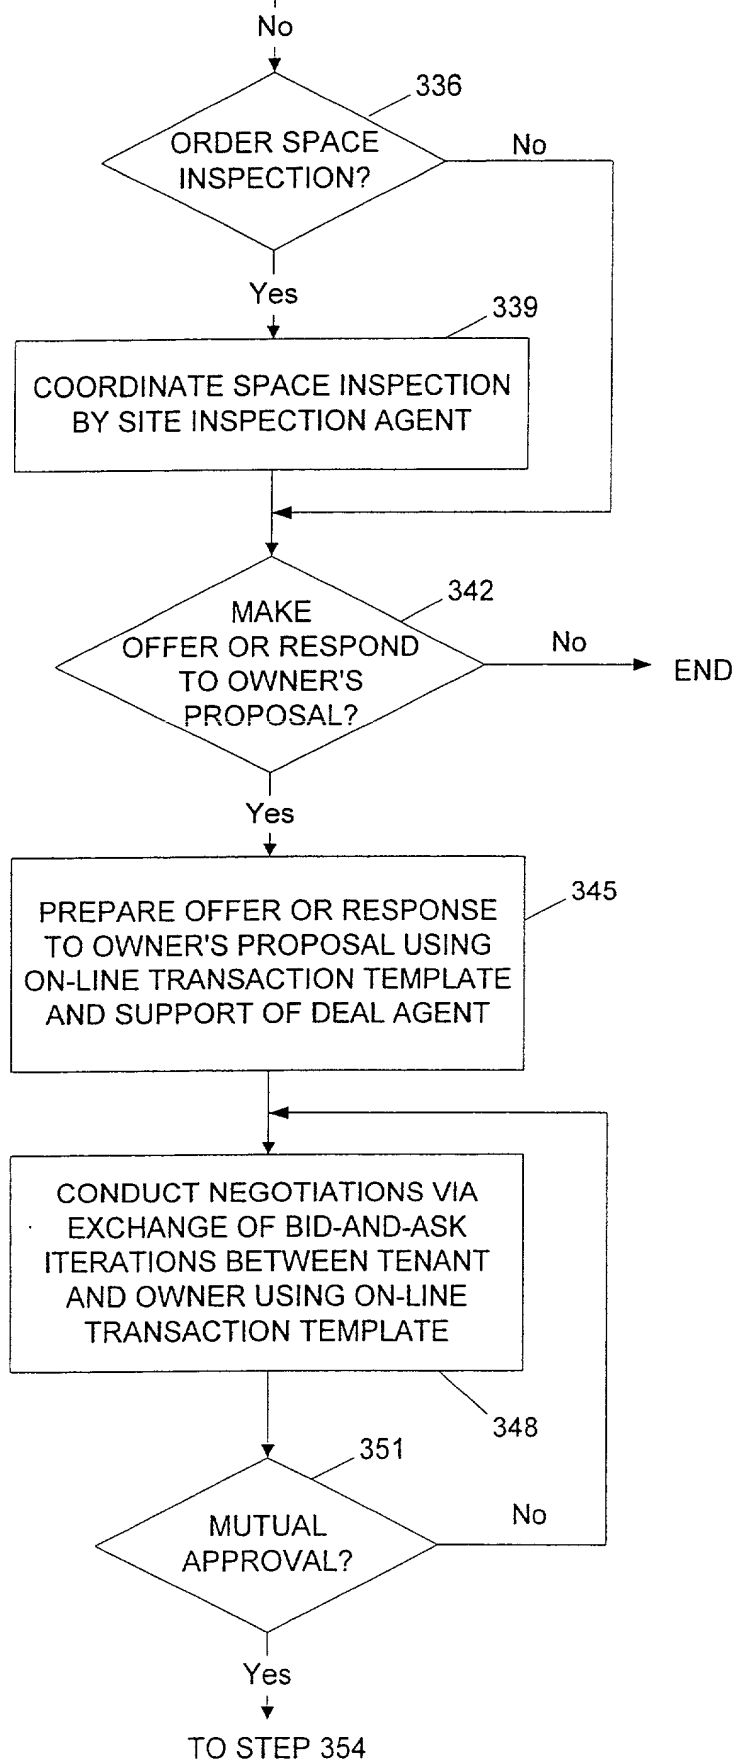 No
336
ORDER SPACE
INSPECTION?
No
Yes
339
COORDINATE SPACE INSPECTION
BY SITE INSPECTION AGENT
342
MAKE
OFFER OR RESPOND
TO OWNER'S
PROPOSAL?
No
END
Yes
345
PREPARE OFFER OR RESPONSE
TO OWNER'S PROPOSAL USING
ON-LINE TRANSACTION TEMPLATE
AND SUPPORT OF DEAL AGENT
CONDUCT NEGOTIATIONS VIA
EXCHANGE OF BID-AND-ASK
ITERATIONS BETWEEN TENANT
AND OWNER USING ON-LINE
TRANSACTION TEMPLATE
348
351
MUTUAL
APPROVAL?
No
Yes
TO STEP 354